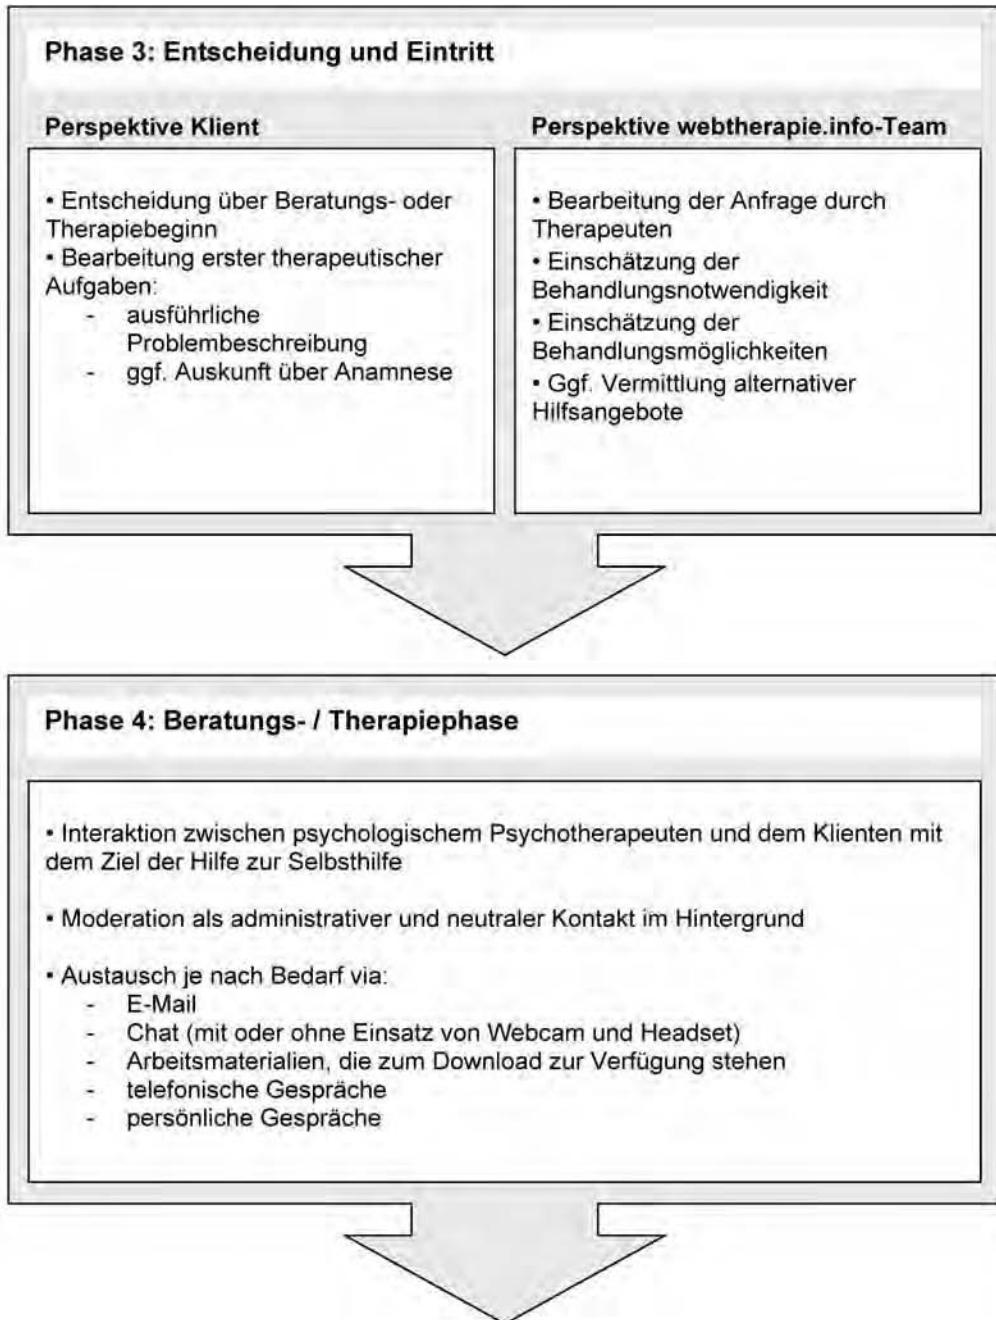 Phase 3: Entscheidung und Eintritt
Perspektive Klient
• Entscheidung über Beratungs- oder
Therapiebeginn
• Bearbeitung erster therapeutischer
Aufgaben:
- ausführliche
Problembeschreibung
- ggf. Auskunft über Anamnese
Perspektive webtherapie.info-Team
• Bearbeitung der Anfrage durch
Therapeuten
• Einschätzung der
Behandlungsnotwendigkeit
• Einschätzung der
Behandlungsmöglichkeiten
• Ggf. Vermittlung alternativer
Hilfsangebote
Phase 4: Beratungs- / Therapiephase
• Interaktion zwischen psychologischem Psychotherapeuten und dem Klienten mit
dem Ziel der Hilfe zur Selbsthilfe
• Moderation als administrativer und neutraler Kontakt im Hintergrund
• Austausch je nach Bedarf via:
- E-Mail
- Chat (mit oder ohne Einsatz von Webcam und Headset)
- Arbeitsmaterialien, die zum Download zur Verfügung stehen
- telefonische Gespräche
- persönliche Gespräche